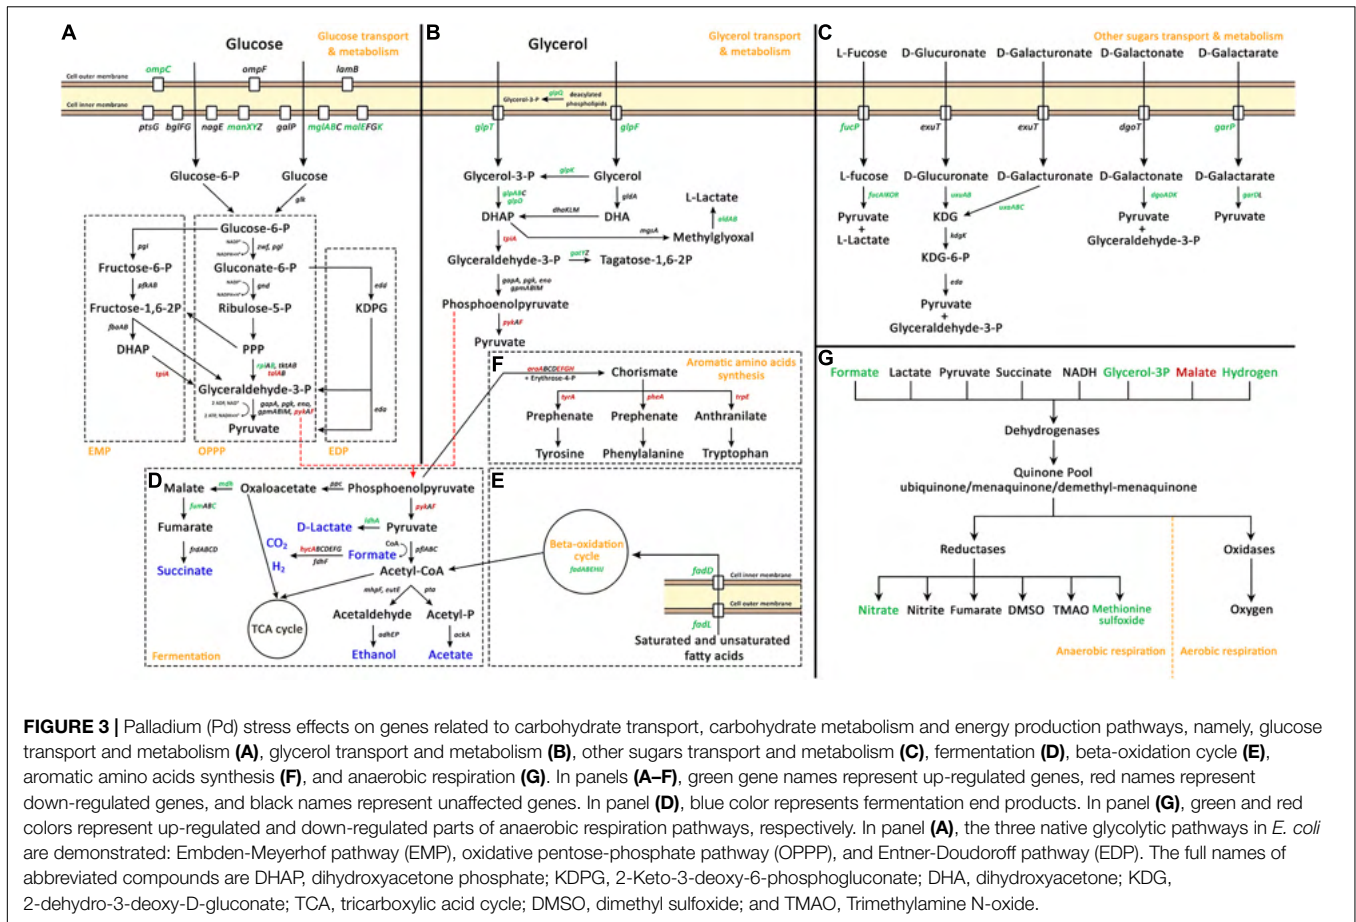 A
Glucose
Glucose transport
& metabolism
Cell outer membrane
ompC
ompF
lamB
Cell inner membrane
ptsG bglFG nagE manXYZ galP mglABC malEFGK
Glucose-6-P
Glucose
glk
Glucose-6-P
pgl
NADP⁺
zwf, pgl
Fructose-6-P
Gluconate-6-P
pfkAB
NADP⁺
gnd
edd
Fructose-1,6-2P
Ribulose-5-P
KDPG
fbaAB
DHAP
PPP
rpiAB, tktAB
talAB
tpiA
Glyceraldehyde-3-P
2 ADP, NAD⁺
gapA, pgk, eno,
gpmABIM, pykAF
eda
Pyruvate
EMP
OPPP
EDP
B
Glycerol
Glycerol transport
& metabolism
Glycerol-3-P
glpQ
deacylated
phospholipids
glpT
glpF
Glycerol-3-P
glpK
Glycerol
glpABC
glpD
gldA
L-Lactate
DHAP
dhaKLM
DHA
aldAB
mgsA
Methylglyoxal
tpiA
Glyceraldehyde-3-P
gatYZ
Tagatose-1,6-2P
gapA, pgk, eno
gpmABIM
Phosphoenolpyruvate
pykAF
Pyruvate
C
Other sugars transport & metabolism
L-Fucose D-Glucuronate D-Galacturonate D-Galactonate D-Galactarate
fucP
exuT
exuT
dgoT
garP
L-fucose D-Glucuronate D-Galacturonate D-Galactonate D-Galactarate
fucAIKOR
uxuAB
uxaABC
dgoADK
garDL
Pyruvate
+
L-Lactate
KDG
kdgK
KDG-6-P
eda
Pyruvate
+
Glyceraldehyde-3-P
Pyruvate
+
Glyceraldehyde-3-P
Pyruvate
F
Aromatic amino acids
synthesis
aroABCDEFGH
+ Erythrose-4-P
Chorismate
tyrA
pheA
trpE
Prephenate Prephenate Anthranilate
Tyrosine Phenylalanine Tryptophan
D
Malate
mdh
Oxaloacetate
ppc
Phosphoenolpyruvate
fumABC
pykAF
Fumarate
D-Lactate
ldhA
Pyruvate
frdABCD
CO2
hycABCDEFG
fdhF
Formate
CoA
pflABC
Succinate
H2
Acetyl-CoA
mhpF, eutE
pta
TCA cycle
Acetaldehyde
Acetyl-P
adhEP
ackA
Fermentation
Ethanol
Acetate
E
Beta-oxidation
cycle
fadABEHIJ
fadD
Cell inner membrane
Cell outer membrane
fadL
Saturated and unsaturated
fatty acids
G
Formate Lactate Pyruvate Succinate NADH Glycerol-3P Malate Hydrogen
Dehydrogenases
Quinone Pool
ubiquinone/menaquinone/demethyl-menaquinone
Reductases
Oxidases
Nitrate Nitrite Fumarate DMSO TMAO Methionine
sulfoxide
Oxygen
Anaerobic respiration
Aerobic respiration
FIGURE 3 | Palladium (Pd) stress effects on genes related to carbohydrate transport, carbohydrate metabolism and energy production pathways, namely, glucose
transport and metabolism (A), glycerol transport and metabolism (B), other sugars transport and metabolism (C), fermentation (D), beta-oxidation cycle (E),
aromatic amino acids synthesis (F), and anaerobic respiration (G). In panels (A–F), green gene names represent up-regulated genes, red names represent
down-regulated genes, and black names represent unaffected genes. In panel (D), blue color represents fermentation end products. In panel (G), green and red
colors represent up-regulated and down-regulated parts of anaerobic respiration pathways, respectively. In panel (A), the three native glycolytic pathways in E. coli
are demonstrated: Embden-Meyerhof pathway (EMP), oxidative pentose-phosphate pathway (OPPP), and Entner-Doudoroff pathway (EDP). The full names of
abbreviated compounds are DHAP, dihydroxyacetone phosphate; KDPG, 2-Keto-3-deoxy-6-phosphogluconate; DHA, dihydroxyacetone; KDG,
2-dehydro-3-deoxy-D-gluconate; TCA, tricarboxylic acid cycle; DMSO, dimethyl sulfoxide; and TMAO, Trimethylamine N-oxide.